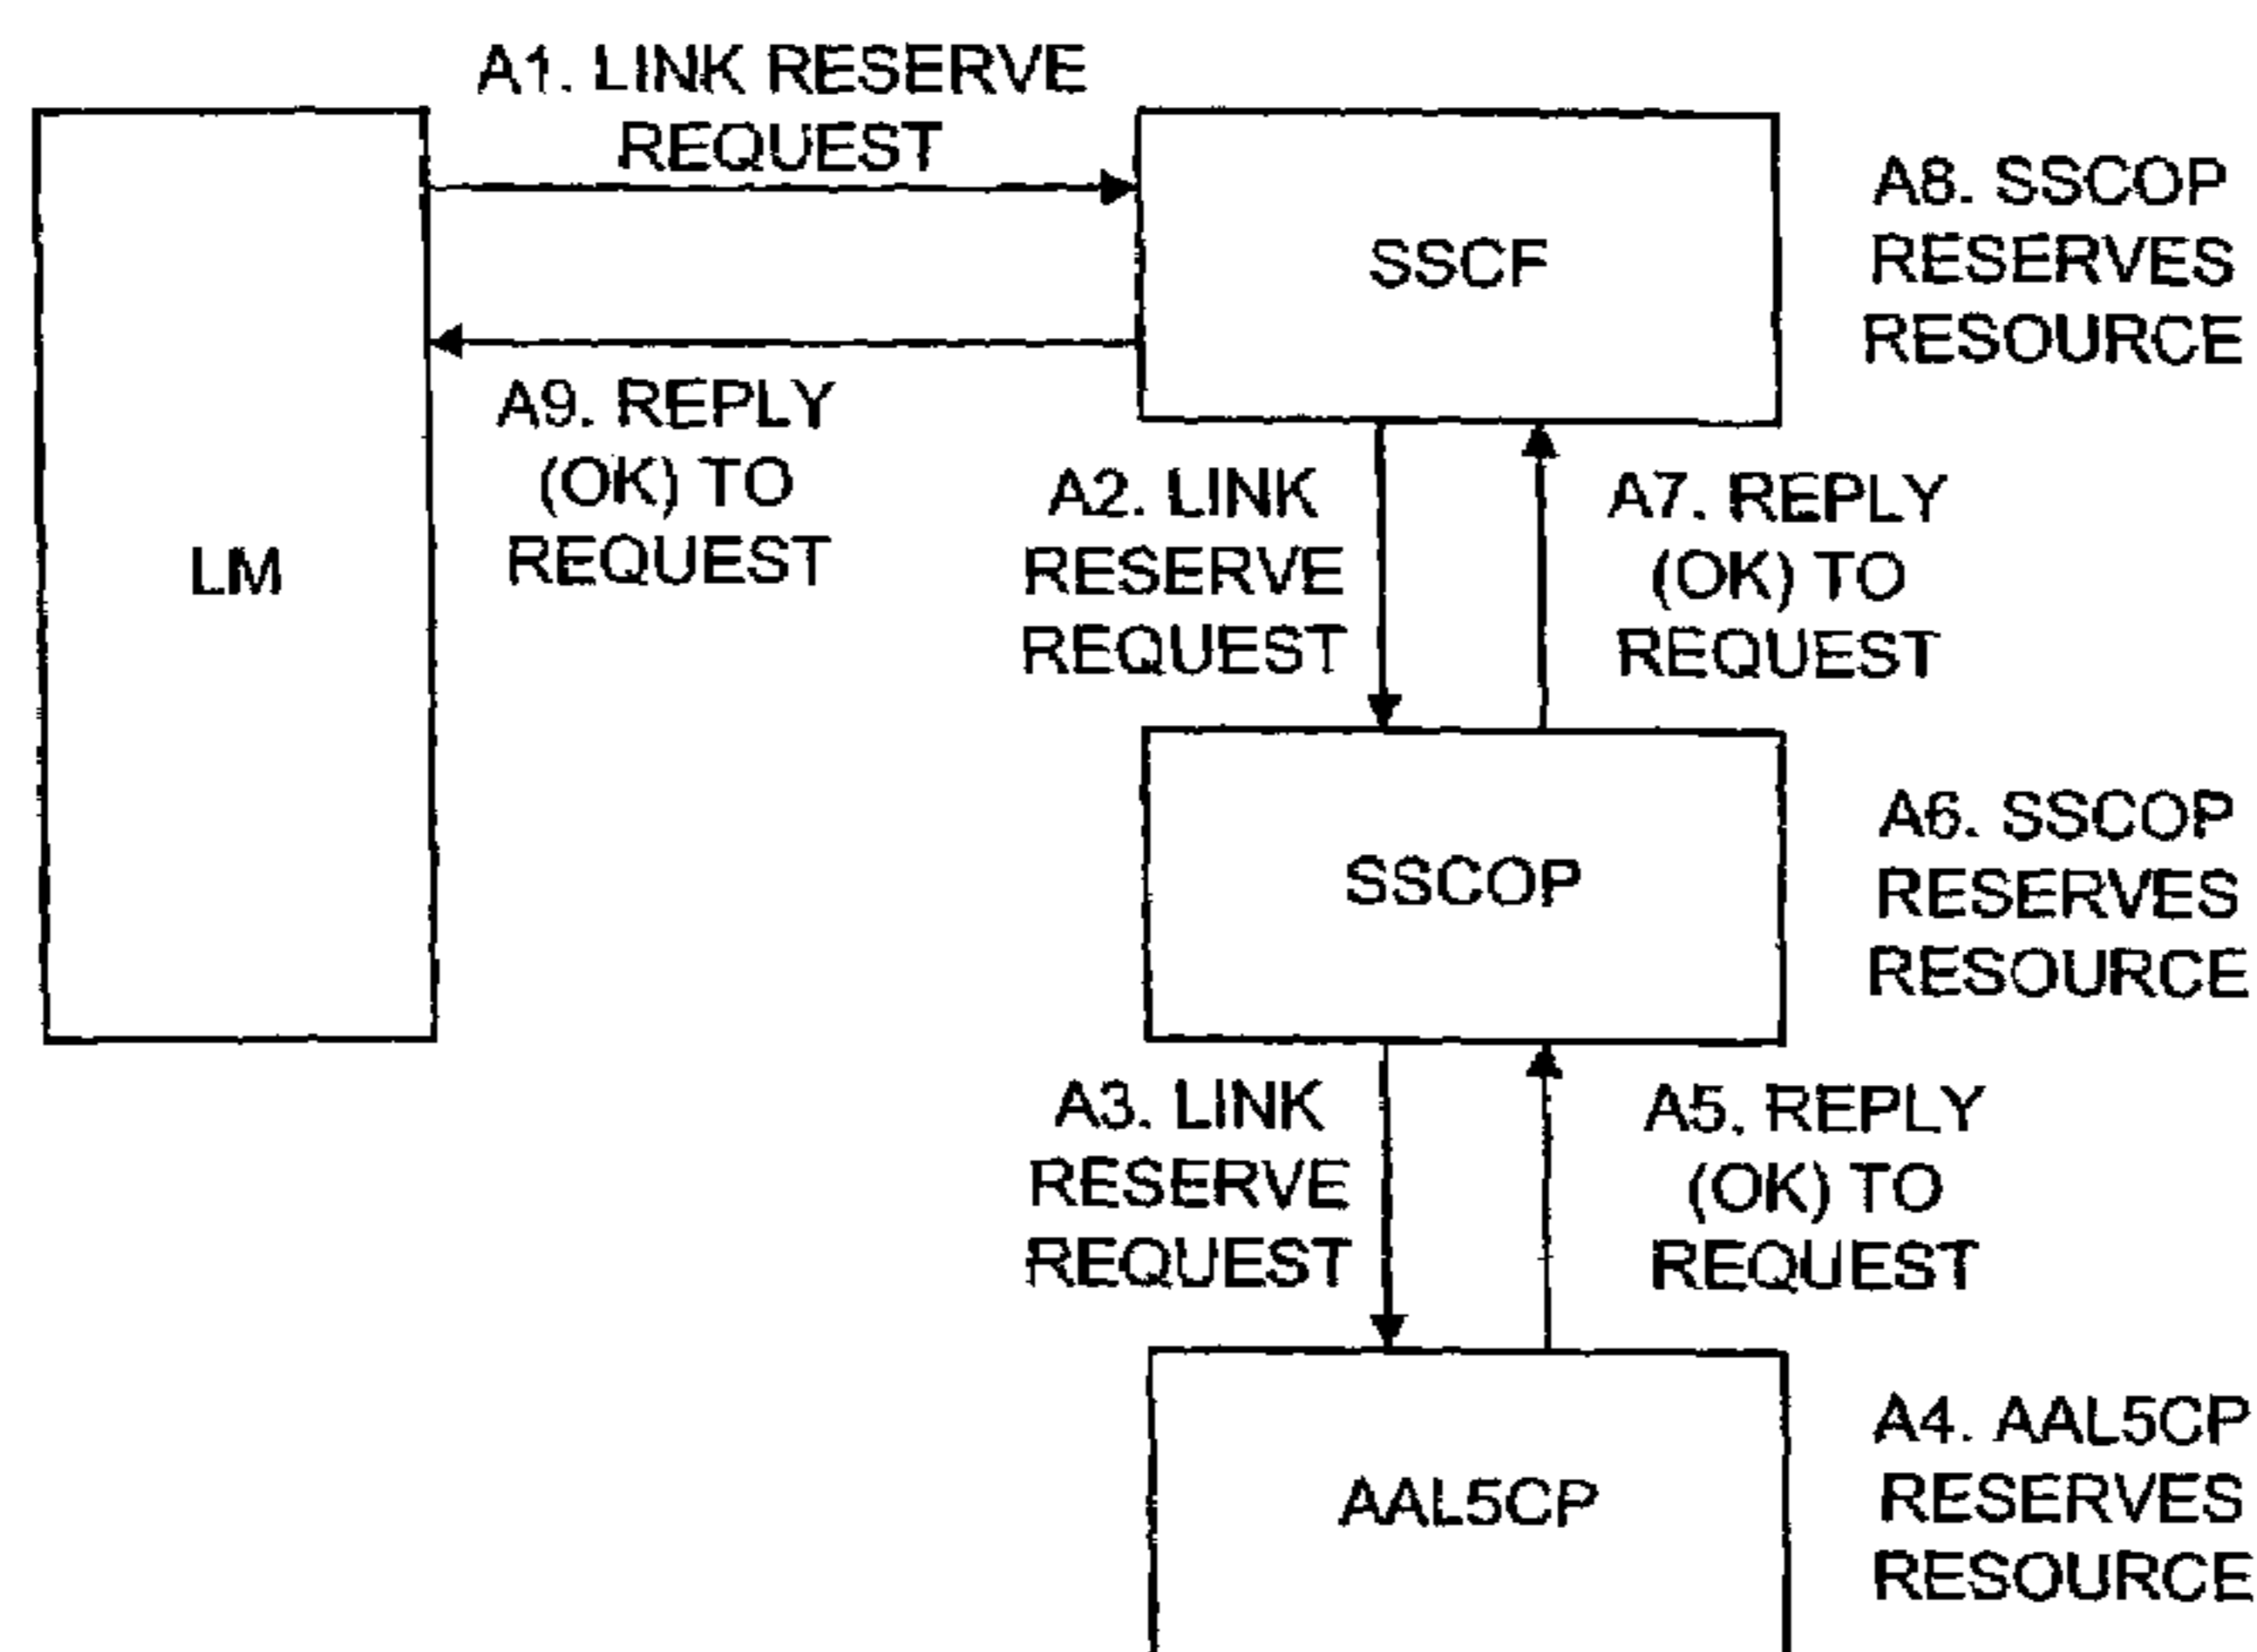 A1. LINK RESERVE
REQUEST
SSCF
A8. SSCOP
RESERVES
RESOURCE
A9. REPLY
(OK) TO
REQUEST
LM
A2. LINK
RESERVE
REQUEST
A7. REPLY
(OK) TO
REQUEST
SSCOP
A6. SSCOP
RESERVES
RESOURCE
A3. LINK
RESERVE
REQUEST
A5. REPLY
(OK) TO
REQUEST
AAL5CP
A4. AAL5CP
RESERVES
RESOURCE